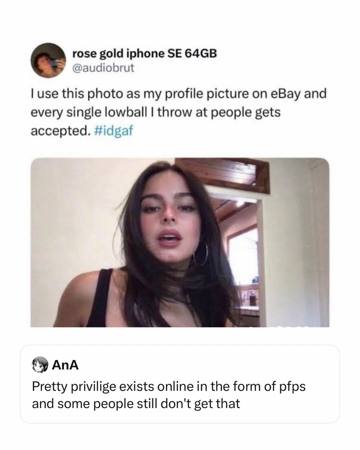 rose gold iphone SE 64GB
@audiobrut
I use this photo as my profile picture on eBay and
every single lowball I throw at people gets
accepted. #idgaf
AnA
Pretty privilige exists online in the form of pfps
and some people still don't get that